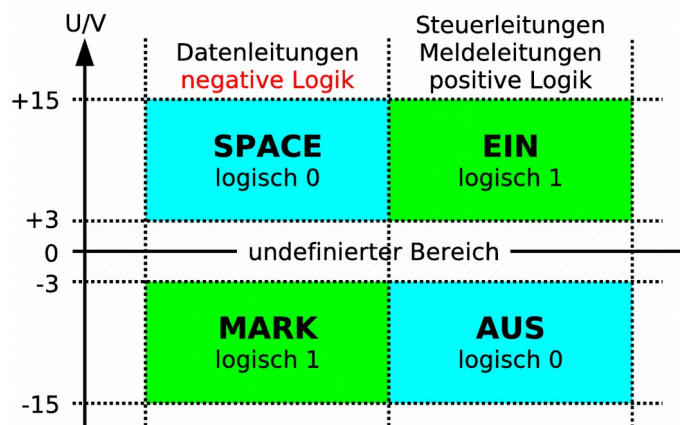 U/V
Datenleitungen
negative Logik
Steuerleitungen
Meldeleitungen
positive Logik
+15
SPACE
logisch 0
EIN
logisch 1
+3
0
undefinierter Bereich
-3
MARK
logisch 1
AUS
logisch 0
-15